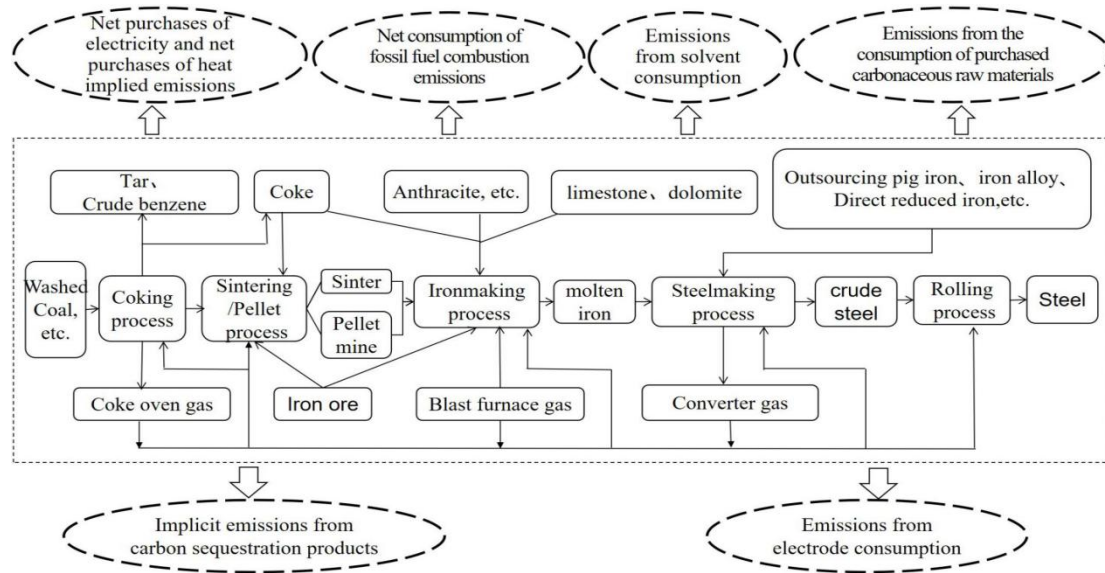 Net purchases of
electricity and net
purchases of heat
implied emissions
Net consumption of
fossil fuel combustion
emissions
Emissions
from solvent
consumption
Emissions from the
consumption of purchased
carbonaceous raw materials
Tar、
Crude benzene
Coke
Anthracite, etc.
limestone、dolomite
Outsourcing pig iron、iron alloy、
Direct reduced iron,etc.
Washed
Coal,
etc.
Coking
process
Sintering
/Pellet
process
Sinter
Pellet
mine
Ironmaking
process
molten
iron
Steelmaking
process
crude
steel
Rolling
process
Steel
Coke oven gas
Iron ore
Blast furnace gas
Converter gas
Implicit emissions from
carbon sequestration products
Emissions from
electrode consumption